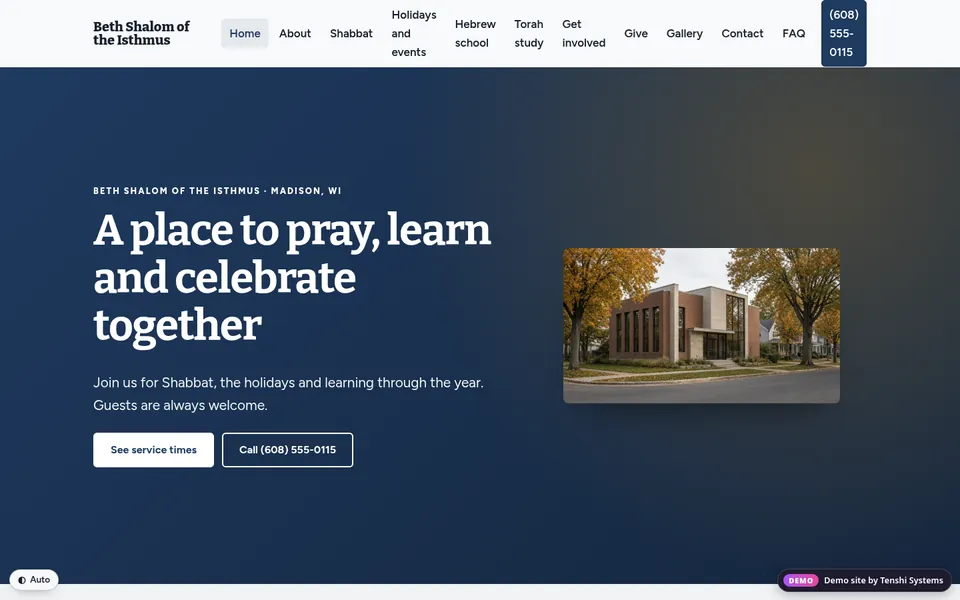 Beth Shalom of
the Isthmus
Home
About
Shabbat
Holidays
and
events
Hebrew
school
Torah
study
Get
involved
Give
Gallery
Contact
FAQ
(608)
555-
0115
BETH SHALOM OF THE ISTHMUS · MADISON, WI
A place to pray, learn
and celebrate
together
Join us for Shabbat, the holidays and learning through the year.
Guests are always welcome.
See service times
Call (608) 555-0115
Auto
DEMO Demo site by Tenshi Systems